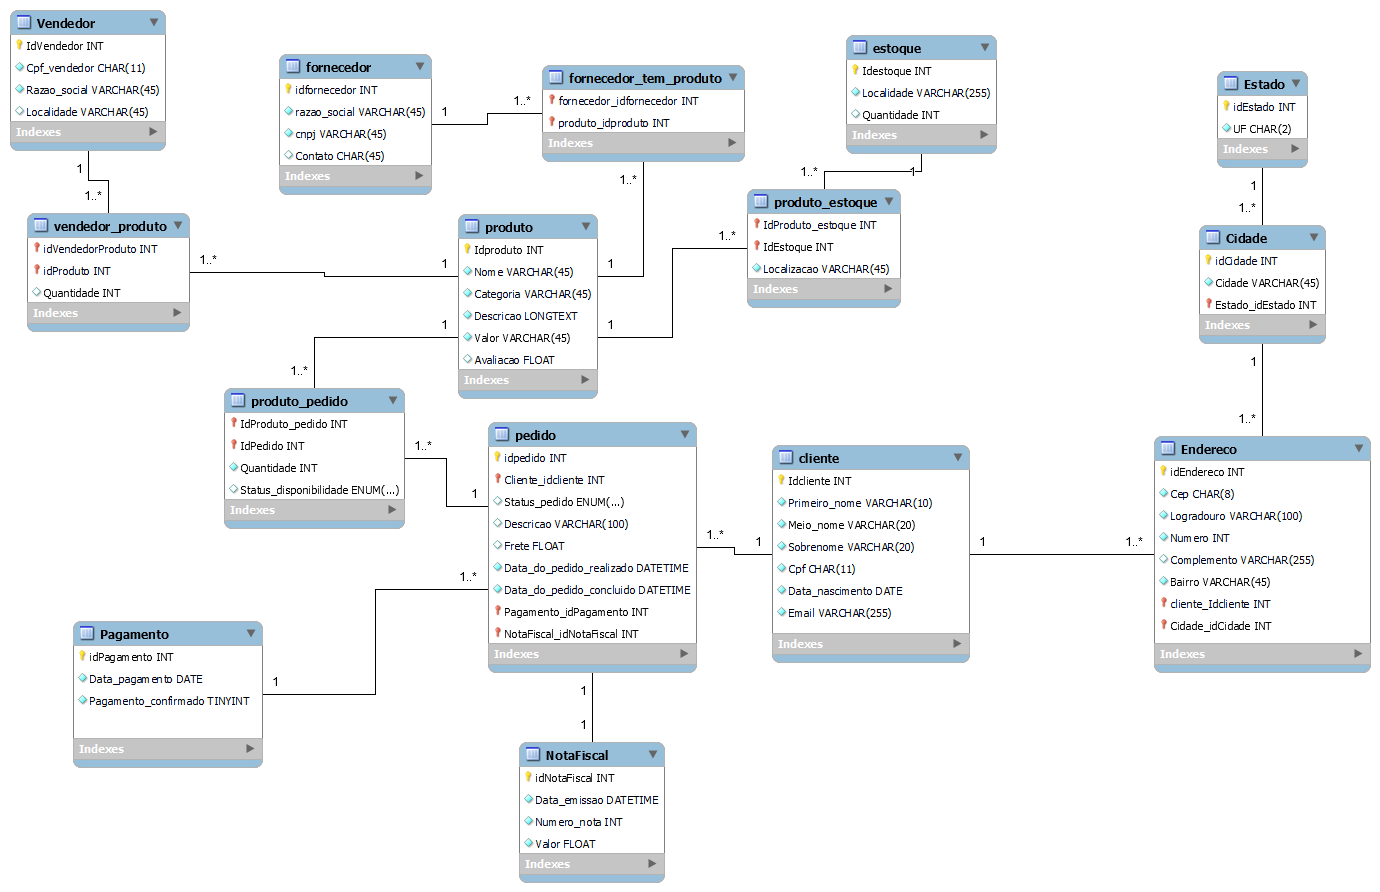 Vendedor
IdVendedor INT
Cpf_vendedor CHAR(11)
Razao_social VARCHAR(45)
Localidade VARCHAR(45)
Indexes
1
1..*
vendedor_produto
idVendedorProduto INT
idProduto INT
Quantidade INT
Indexes
1..*
1
fornecedor
idfornecedor INT
razao_social VARCHAR(45)
cnpj VARCHAR(45)
Contato CHAR(45)
Indexes
1
1..*
fornecedor_tem_produto
fornecedor_idfornecedor INT
produto_idproduto INT
Indexes
1..*
1
produto
Idproduto INT
Nome VARCHAR(45)
Categoria VARCHAR(45)
Descricao LONGTEXT
Valor VARCHAR(45)
Avaliacao FLOAT
Indexes
1
1..*
estoque
Idestoque INT
Localidade VARCHAR(255)
Quantidade INT
Indexes
1..*
1
produto_estoque
IdProduto_estoque INT
IdEstoque INT
Localizacao VARCHAR(45)
Indexes
1
1..*
Estado
idEstado INT
UF CHAR(2)
Indexes
1
1..*
Cidade
idCidade INT
Cidade VARCHAR(45)
Estado_idEstado INT
Indexes
1
1..*
produto_pedido
IdProduto_pedido INT
IdPedido INT
Quantidade INT
Status_disponibilidade ENUM(...)
Indexes
1..*
1
pedido
idpedido INT
Cliente_idcliente INT
Status_pedido ENUM(...)
Descricao VARCHAR(100)
Frete FLOAT
Data_do_pedido_realizado DATETIME
Data_do_pedido_concluido DATETIME
Pagamento_idPagamento INT
NotaFiscal_idNotaFiscal INT
Indexes
1..*
1
cliente
Idcliente INT
Primeiro_nome VARCHAR(10)
Meio_nome VARCHAR(20)
Sobrenome VARCHAR(20)
Cpf CHAR(11)
Data_nascimento DATE
Email VARCHAR(255)
Indexes
1
1..*
Endereco
idEndereco INT
Cep CHAR(8)
Logradouro VARCHAR(100)
Numero INT
Complemento VARCHAR(255)
Bairro VARCHAR(45)
cliente_Idcliente INT
Cidade_idCidade INT
Indexes
1..*
1
Pagamento
idPagamento INT
Data_pagamento DATE
Pagamento_confirmado TINYINT
Indexes
1
1
NotaFiscal
idNotaFiscal INT
Data_emissao DATETIME
Numero_nota INT
Valor FLOAT
Indexes